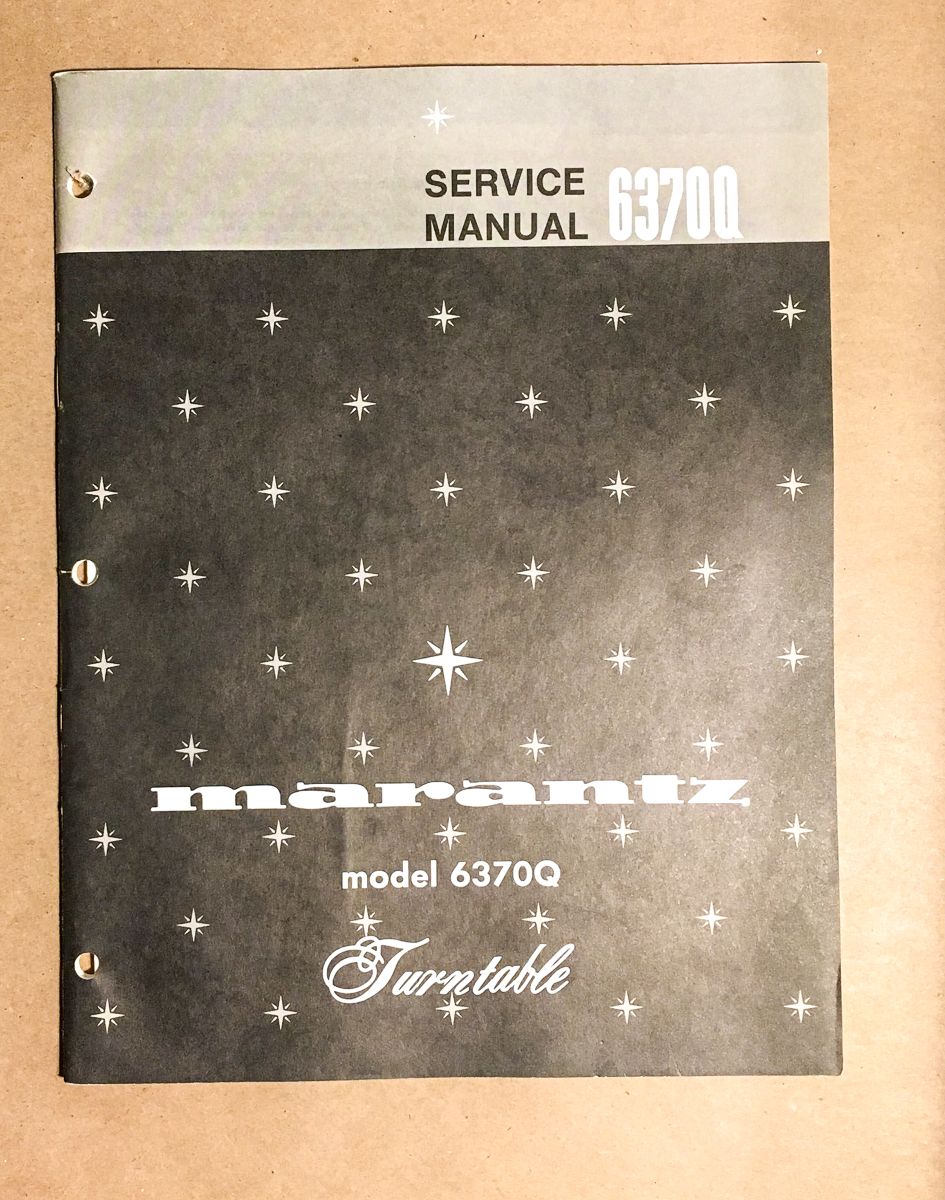 SERVICE
MANUAL 6370Q
marantz
model 6370Q
Turntable